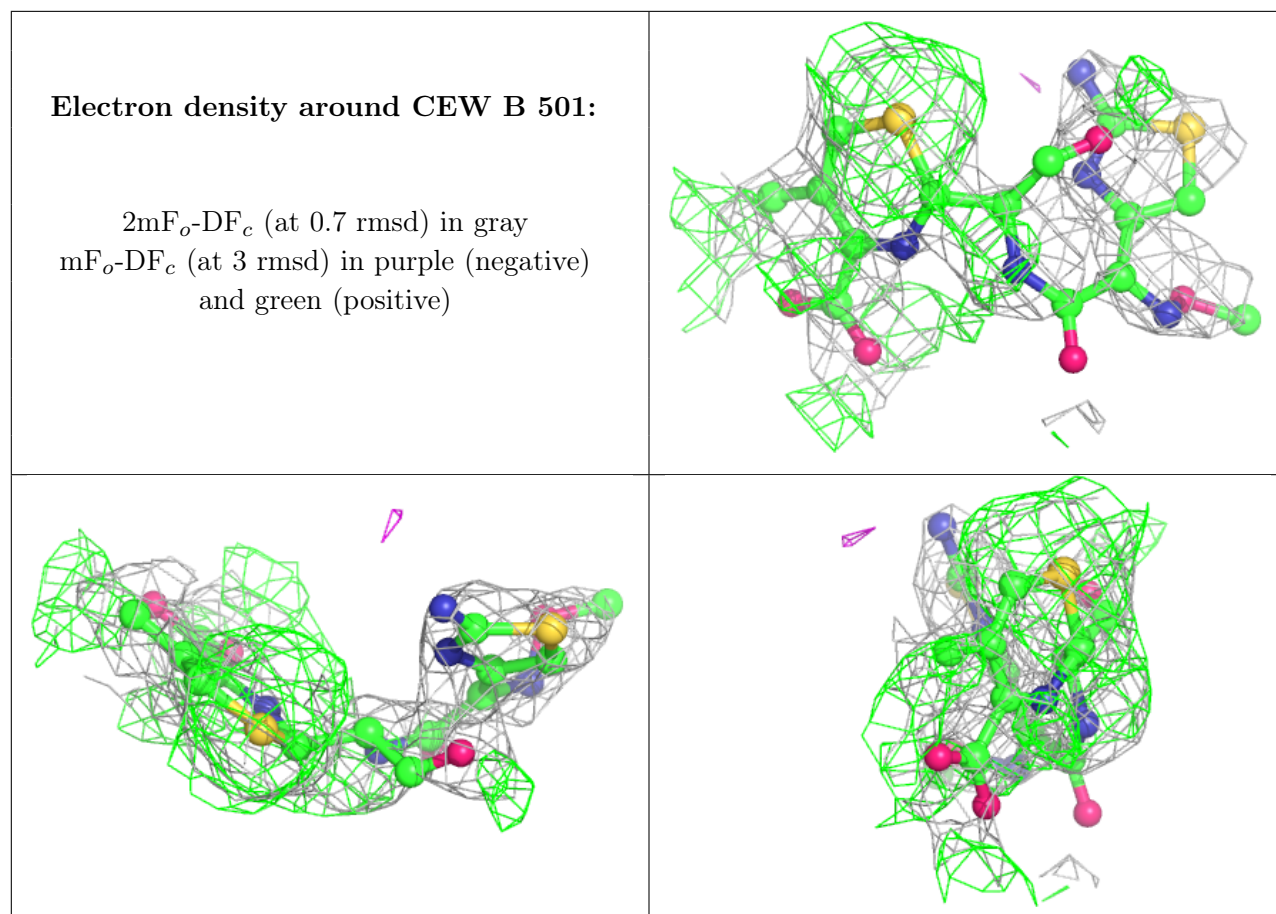 Electron density around CEW B 501:
2mFo-DFc (at 0.7 rmsd) in gray
mFo-DFc (at 3 rmsd) in purple (negative)
and green (positive)